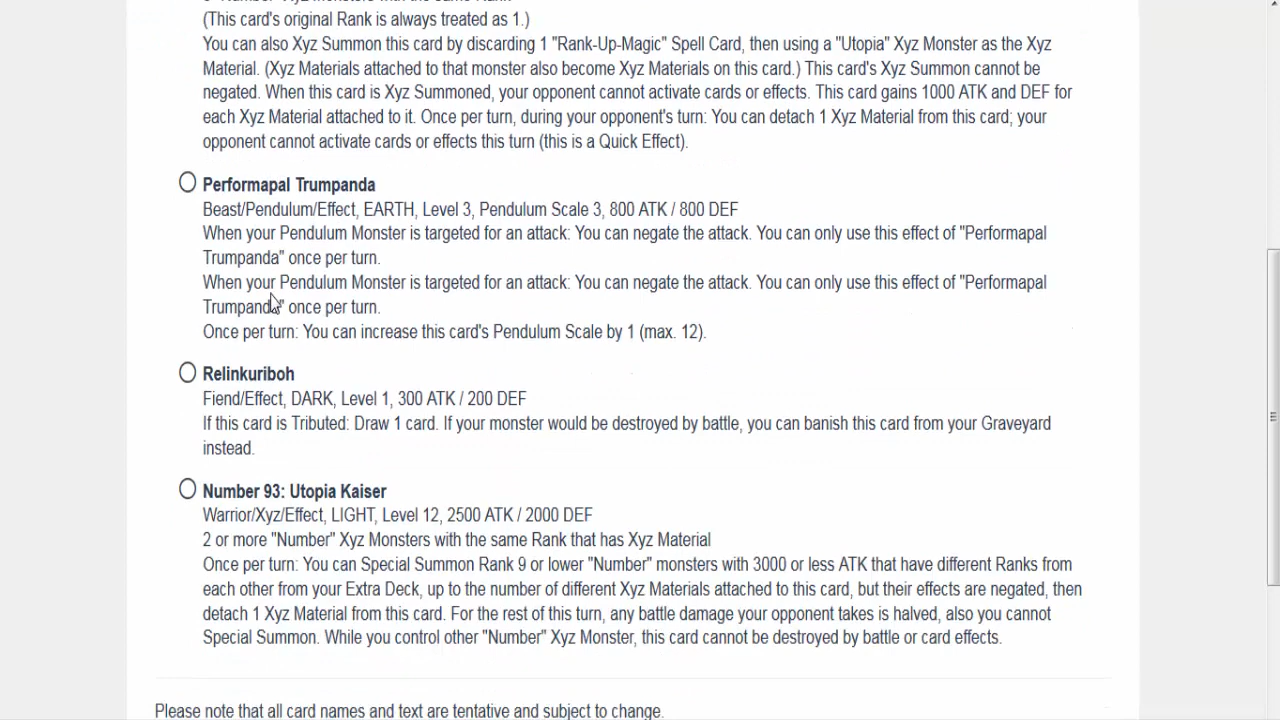 (This card's original Rank is always treated as 1.)
You can also Xyz Summon this card by discarding 1 "Rank-Up-Magic" Spell Card, then using a "Utopia" Xyz Monster as the Xyz
Material. (Xyz Materials attached to that monster also become Xyz Materials on this card.) This card's Xyz Summon cannot be
negated. When this card is Xyz Summoned, your opponent cannot activate cards or effects. This card gains 1000 ATK and DEF for
each Xyz Material attached to it. Once per turn, during your opponent's turn: You can detach 1 Xyz Material from this card; your
opponent cannot activate cards or effects this turn (this is a Quick Effect).
Performapal Trumpanda
Beast/Pendulum/Effect, EARTH, Level 3, Pendulum Scale 3, 800 ATK / 800 DEF
When your Pendulum Monster is targeted for an attack: You can negate the attack. You can only use this effect of "Performapal
Trumpanda" once per turn.
When your Pendulum Monster is targeted for an attack: You can negate the attack. You can only use this effect of "Performapal
Trumpanda" once per turn.
Once per turn: You can increase this card's Pendulum Scale by 1 (max. 12).
Relinkuriboh
Fiend/Effect, DARK, Level 1, 300 ATK / 200 DEF
If this card is Tributed: Draw 1 card. If your monster would be destroyed by battle, you can banish this card from your Graveyard
instead.
Number 93: Utopia Kaiser
Warrior/Xyz/Effect, LIGHT, Level 12, 2500 ATK / 2000 DEF
2 or more "Number" Xyz Monsters with the same Rank that has Xyz Material
Once per turn: You can Special Summon Rank 9 or lower "Number" monsters with 3000 or less ATK that have different Ranks from
each other from your Extra Deck, up to the number of different Xyz Materials attached to this card, but their effects are negated, then
detach 1 Xyz Material from this card. For the rest of this turn, any battle damage your opponent takes is halved, also you cannot
Special Summon. While you control other "Number" Xyz Monster, this card cannot be destroyed by battle or card effects.
Please note that all card names and text are tentative and subject to change.